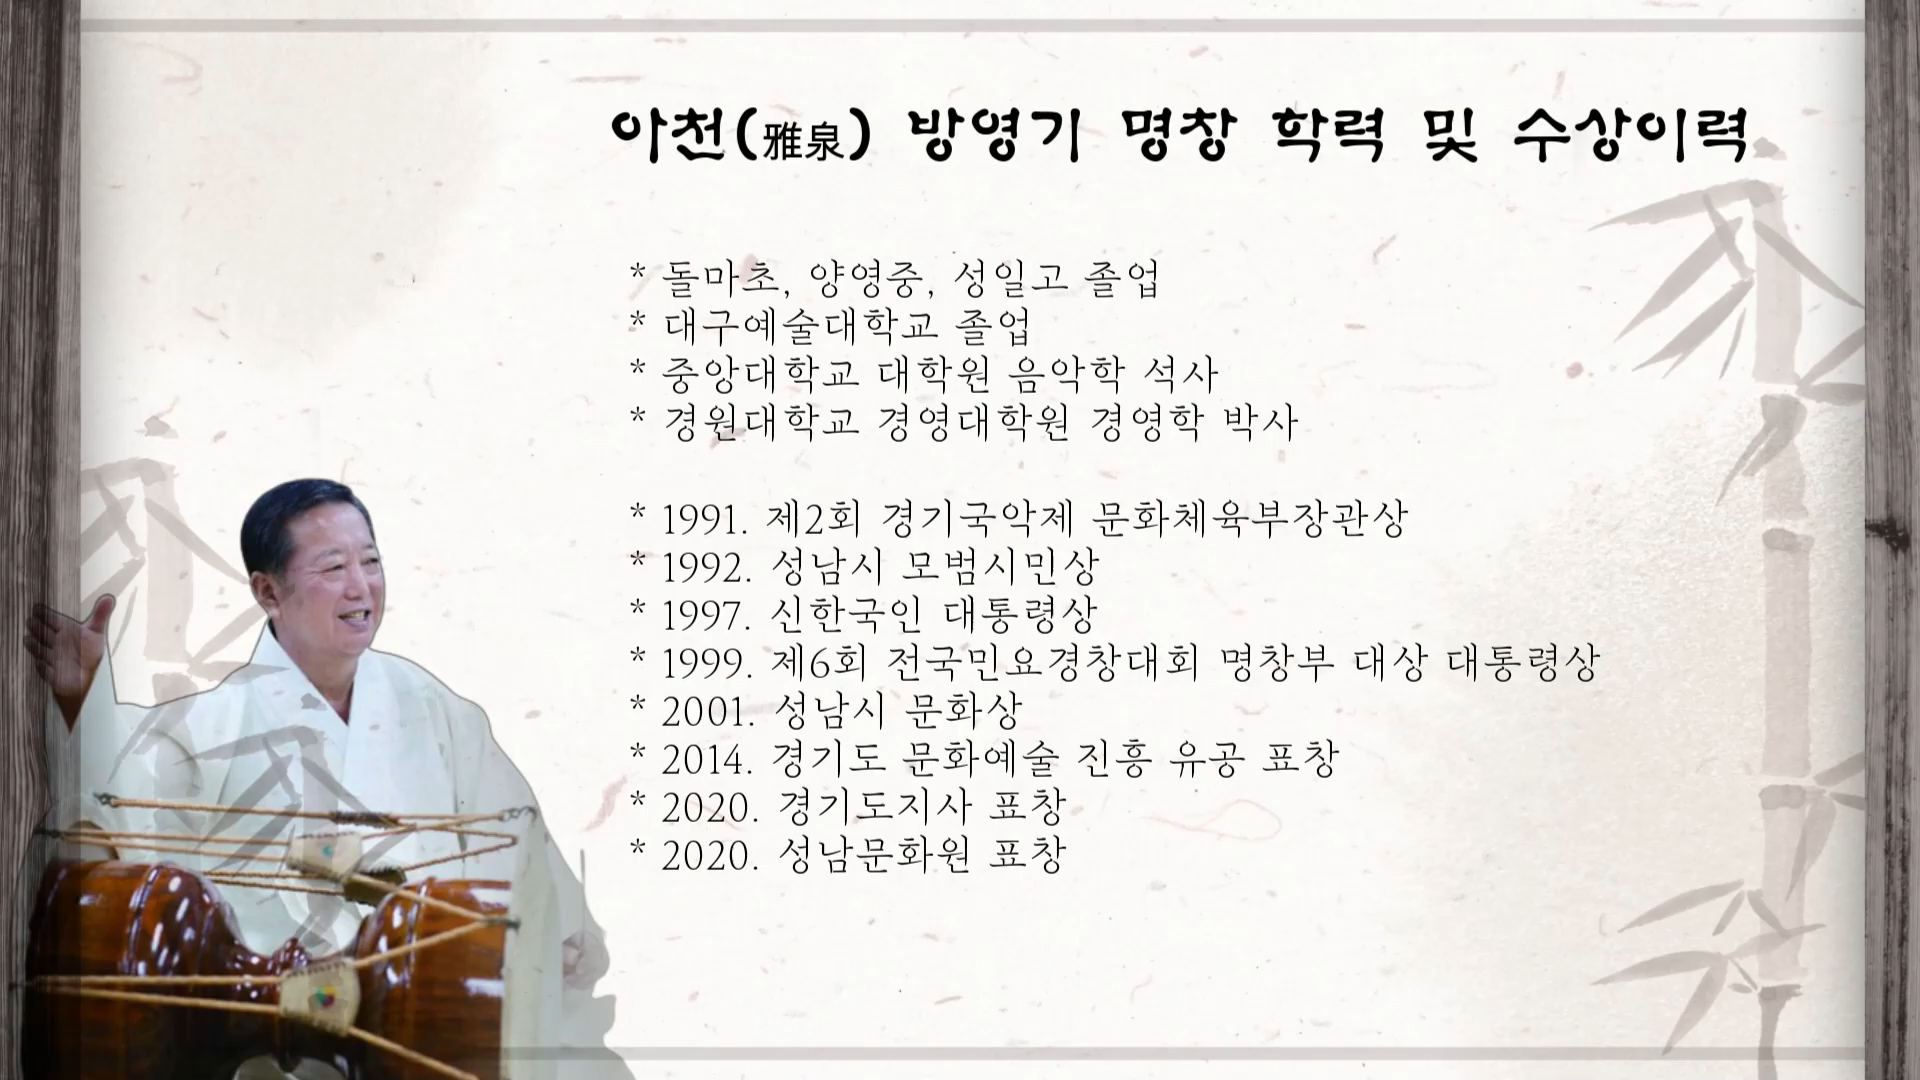 아천(雅泉) 방영기 명창 학력 및 수상이력
* 돌마초, 양영중, 성일고 졸업
* 대구예술대학교 졸업
* 중앙대학교 대학원 음악학 석사
* 경원대학교 경영대학원 경영학 박사
* 1991. 제2회 경기국악제 문화체육부장관상
* 1992. 성남시 모범시민상
* 1997. 신한국인 대통령상
* 1999. 제6회 전국민요경창대회 명창부 대상 대통령상
* 2001. 성남시 문화상
* 2014. 경기도 문화예술 진흥 유공 표창
* 2020. 경기도지사 표창
* 2020. 성남문화원 표창